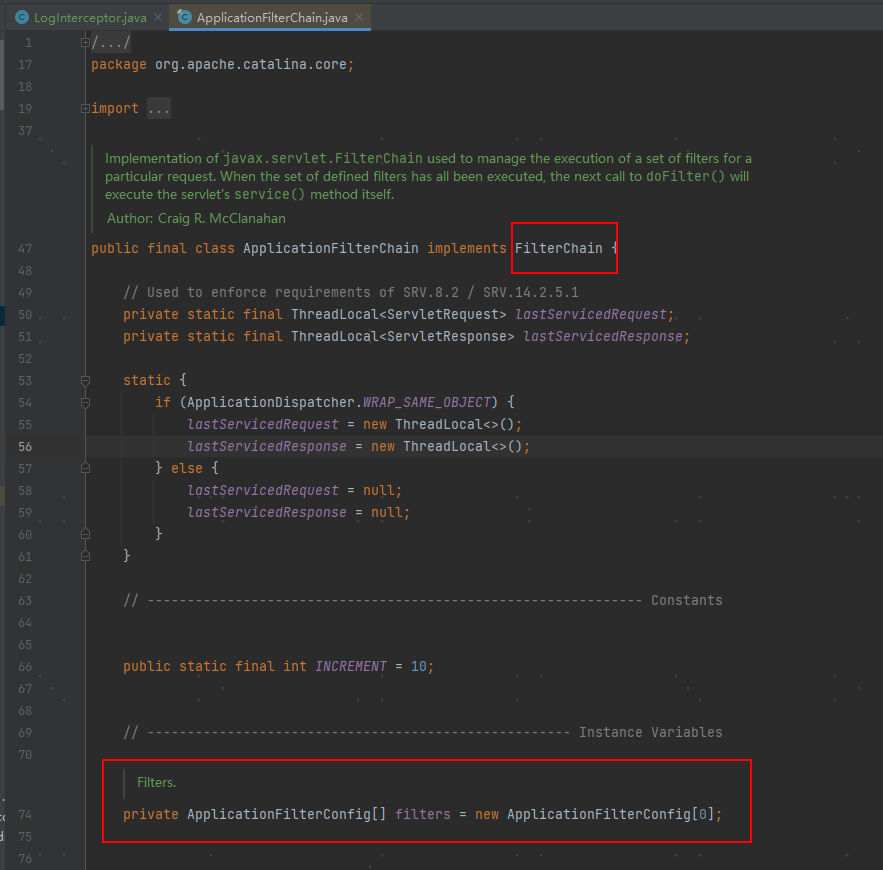 LogInterceptor.java ApplicationFilterChain.java
1 /.../
17 package org.apache.catalina.core;
18
19 import ...
37
Implementation of javax.servlet.FilterChain used to manage the execution of a set of filters for a
particular request. When the set of defined filters has all been executed, the next call to doFilter() will
execute the servlet's service() method itself.
Author: Craig R. McClanahan
47 public final class ApplicationFilterChain implements FilterChain {
48
49 // Used to enforce requirements of SRV.8.2 / SRV.14.2.5.1
50 private static final ThreadLocal<ServletRequest> lastServicedRequest;
51 private static final ThreadLocal<ServletResponse> lastServicedResponse;
52
53 static {
54 if (ApplicationDispatcher.WRAP_SAME_OBJECT) {
55 lastServicedRequest = new ThreadLocal<>();
56 lastServicedResponse = new ThreadLocal<>();
57 } else {
58 lastServicedRequest = null;
59 lastServicedResponse = null;
60 }
61 }
62
63 // -------------------------------------------------------------- Constants
64
65
66 public static final int INCREMENT = 10;
67
68
69 // ----------------------------------------------------- Instance Variables
70
Filters.
74 private ApplicationFilterConfig[] filters = new ApplicationFilterConfig[0];
75
76